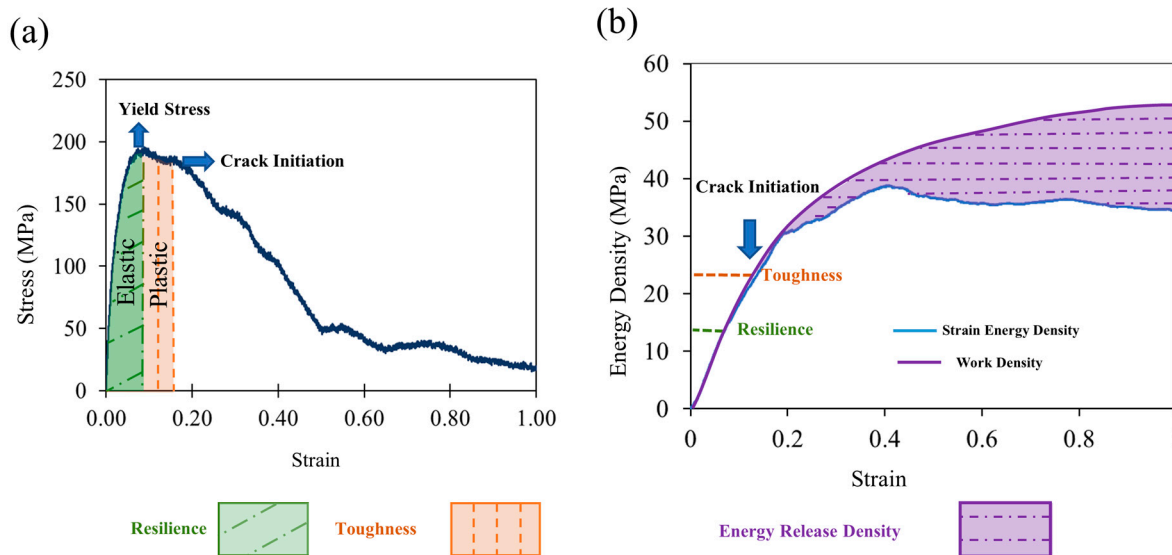 (a)
250
200
150
100
50
0
Stress (MPa)
Yield Stress
Crack Initiation
Elastic
Plastic
0.00 0.20 0.40 0.60 0.80 1.00
Strain
Resilience
Toughness
(b)
60
50
40
30
20
10
0
Energy Density (MPa)
Crack Initiation
Toughness
Resilience
Strain Energy Density
Work Density
0 0.2 0.4 0.6 0.8
Strain
Energy Release Density